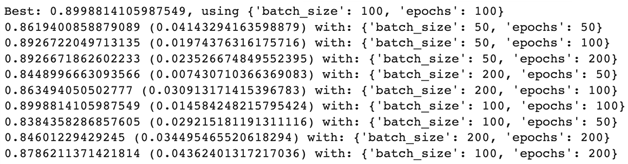 Best: 0.8998814105987549, using {'batch_size': 100, 'epochs': 100}
0.8619400858879089 (0.04143294163598879) with: {'batch_size': 50, 'epochs': 50}
0.8926722049713135 (0.01974376316175716) with: {'batch_size': 50, 'epochs': 100}
0.8926671862602233 (0.023526674849552395) with: {'batch_size': 50, 'epochs': 200}
0.8448996663093566 (0.007430710366369083) with: {'batch_size': 200, 'epochs': 50}
0.863494050502777 (0.030913171415396783) with: {'batch_size': 200, 'epochs': 100}
0.8998814105987549 (0.014584248215795424) with: {'batch_size': 100, 'epochs': 100}
0.8384358286857605 (0.029215181191311116) with: {'batch_size': 100, 'epochs': 50}
0.84601229429245 (0.034495465520618294) with: {'batch_size': 200, 'epochs': 200}
0.8786211371421814 (0.04362401317217036) with: {'batch_size': 100, 'epochs': 200}